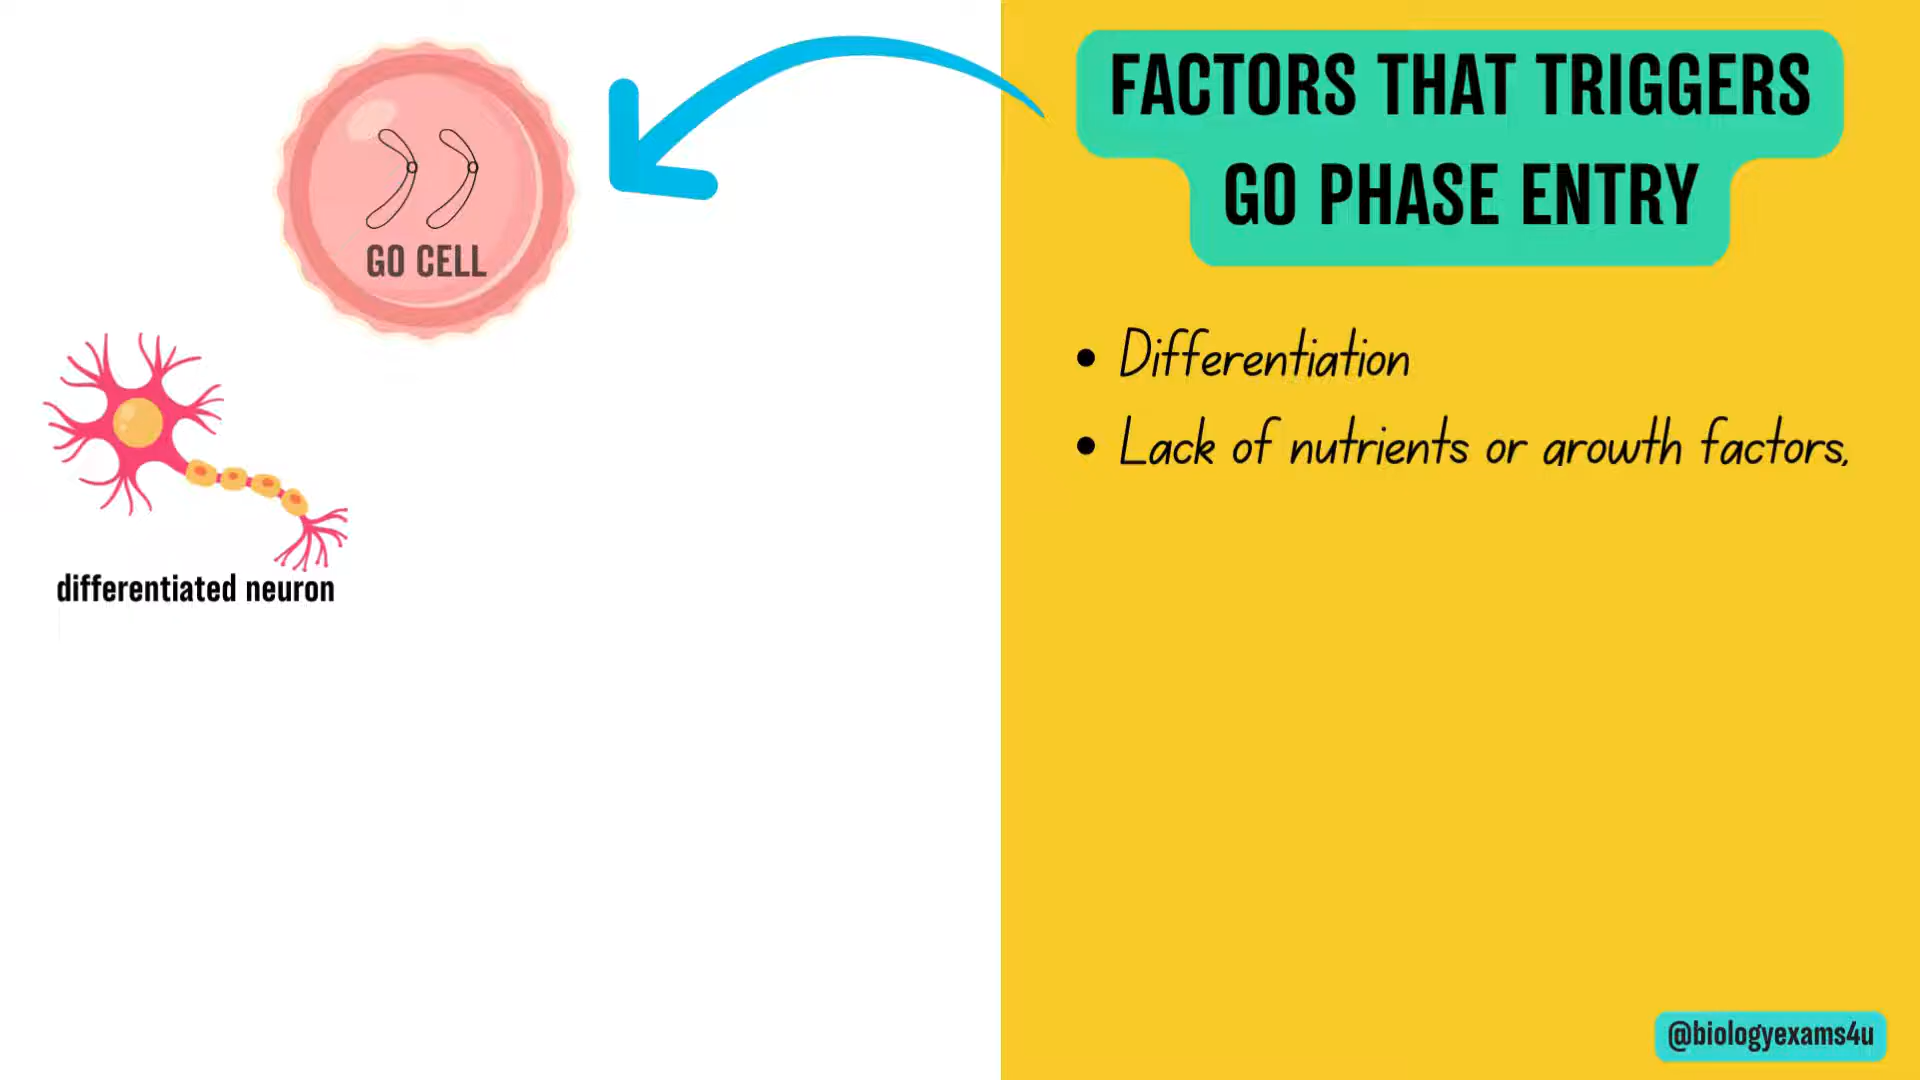 FACTORS THAT TRIGGERS
GO PHASE ENTRY
GO CELL
differentiated neuron
• Differentiation
• Lack of nutrients or growth factors,
@biologyexams4u